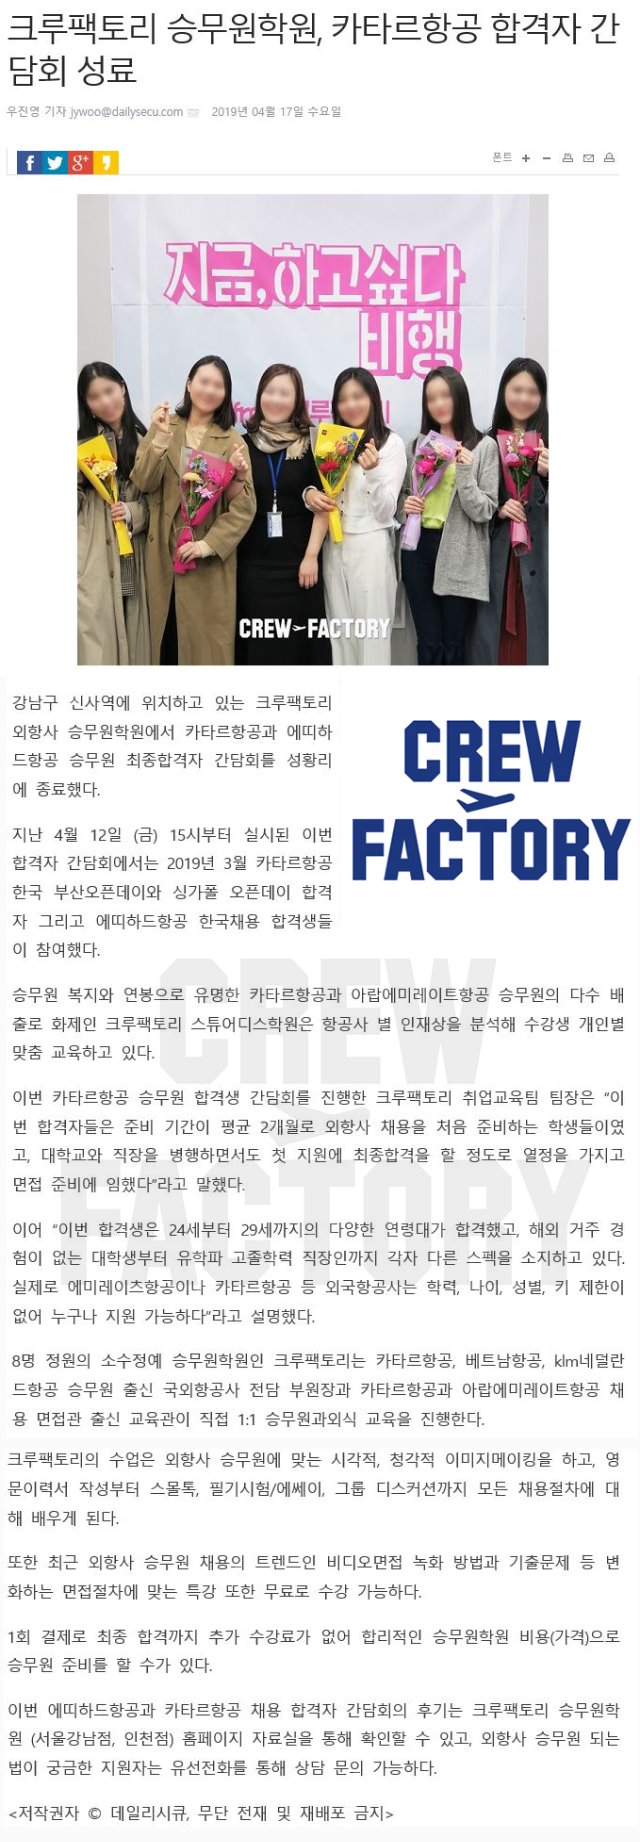 크루팩토리 승무원학원, 카타르항공 합격자 간
담회 성료
우진영 기자 jywoo@dailysecu.com 2019년 04월 17일 수요일
폰트
지금,하고싶다
비행
CREW FACTORY
강남구 신사역에 위치하고 있는 크루팩토리
외항사 승무원학원에서 카타르항공과 에띠하
드항공 승무원 최종합격자 간담회를 성황리
에 종료했다.
CREW
FACTORY
지난 4월 12일 (금) 15시부터 실시된 이번
합격자 간담회에서는 2019년 3월 카타르항공
한국 부산오픈데이와 싱가폴 오픈데이 합격
자 그리고 에띠하드항공 한국채용 합격생들
이 참여했다.
승무원 복지와 연봉으로 유명한 카타르항공과 아랍에미레이트항공 승무원의 다수 배
출로 화제인 크루팩토리 스튜어디스학원은 항공사 별 인재상을 분석해 수강생 개인별
맞춤 교육하고 있다.
이번 카타르항공 승무원 합격생 간담회를 진행한 크루팩토리 취업교육팀 팀장은 “이
번 합격자들은 준비 기간이 평균 2개월로 외항사 채용을 처음 준비하는 학생들이였
고, 대학교와 직장을 병행하면서도 첫 지원에 최종합격을 할 정도로 열정을 가지고
면접 준비에 임했다”라고 말했다.
이어 “이번 합격생은 24세부터 29세까지의 다양한 연령대가 합격했고, 해외 거주 경
험이 없는 대학생부터 유학파 고졸학력 직장인까지 각자 다른 스펙을 소지하고 있다.
실제로 에미레이츠항공이나 카타르항공 등 외국항공사는 학력, 나이, 성별, 키 제한이
없어 누구나 지원 가능하다”라고 설명했다.
8명 정원의 소수정예 승무원학원인 크루팩토리는 카타르항공, 베트남항공, klm네덜란
드항공 승무원 출신 국외항공사 전담 부원장과 카타르항공과 아랍에미레이트항공 채
용 면접관 출신 교육관이 직접 1:1 승무원과외식 교육을 진행한다.
CREW
FACTORY
크루팩토리의 수업은 외항사 승무원에 맞는 시각적, 청각적 이미지메이킹을 하고, 영
문이력서 작성부터 스몰톡, 필기시험/에쎄이, 그룹 디스커션까지 모든 채용절차에 대
해 배우게 된다.
또한 최근 외항사 승무원 채용의 트렌드인 비디오면접 녹화 방법과 기출문제 등 변
화하는 면접절차에 맞는 특강 또한 무료로 수강 가능하다.
1회 결제로 최종 합격까지 추가 수강료가 없어 합리적인 승무원학원 비용(가격)으로
승무원 준비를 할 수가 있다.
이번 에띠하드항공과 카타르항공 채용 합격자 간담회의 후기는 크루팩토리 승무원학
원 (서울강남점, 인천점) 홈페이지 자료실을 통해 확인할 수 있고, 외항사 승무원 되는
법이 궁금한 지원자는 유선전화를 통해 상담 문의 가능하다.
<저작권자 © 데일리시큐, 무단 전재 및 재배포 금지>